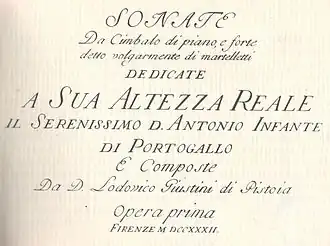 SONATE
Da Cimbalo di piano, e forte
detto volgarmente di martelletti
DEDICATE
A SUA ALTEZZA REALE
IL SERENISSIMO D. ANTONIO INFANTE
DI PORTOGALLO
E Composte
Da D. Lodovico Giustini di Pistoia
Opera prima
FIRENZE M DCCXXXII.